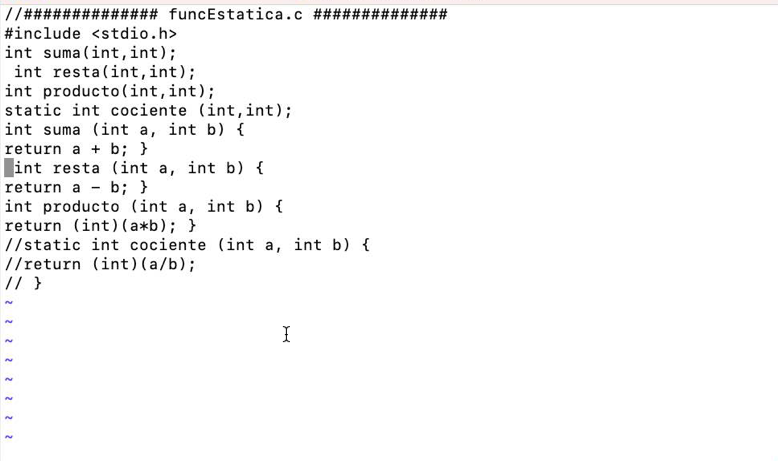 //############## funcEstatica.c ##############
#include <stdio.h>
int suma(int,int);
 int resta(int,int);
int producto(int,int);
static int cociente (int,int);
int suma (int a, int b) {
return a + b; }
 int resta (int a, int b) {
return a - b; }
int producto (int a, int b) {
return (int)(a*b); }
//static int cociente (int a, int b) {
//return (int)(a/b);
// }
~
~
~
~
~
~
~
~